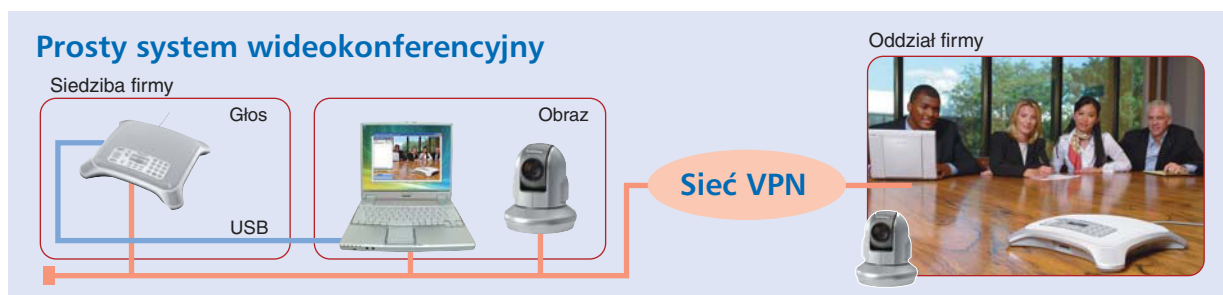 Prosty system wideokonferencyjny
Oddział firmy
Siedziba firmy
Głos
Obraz
USB
Sieć VPN